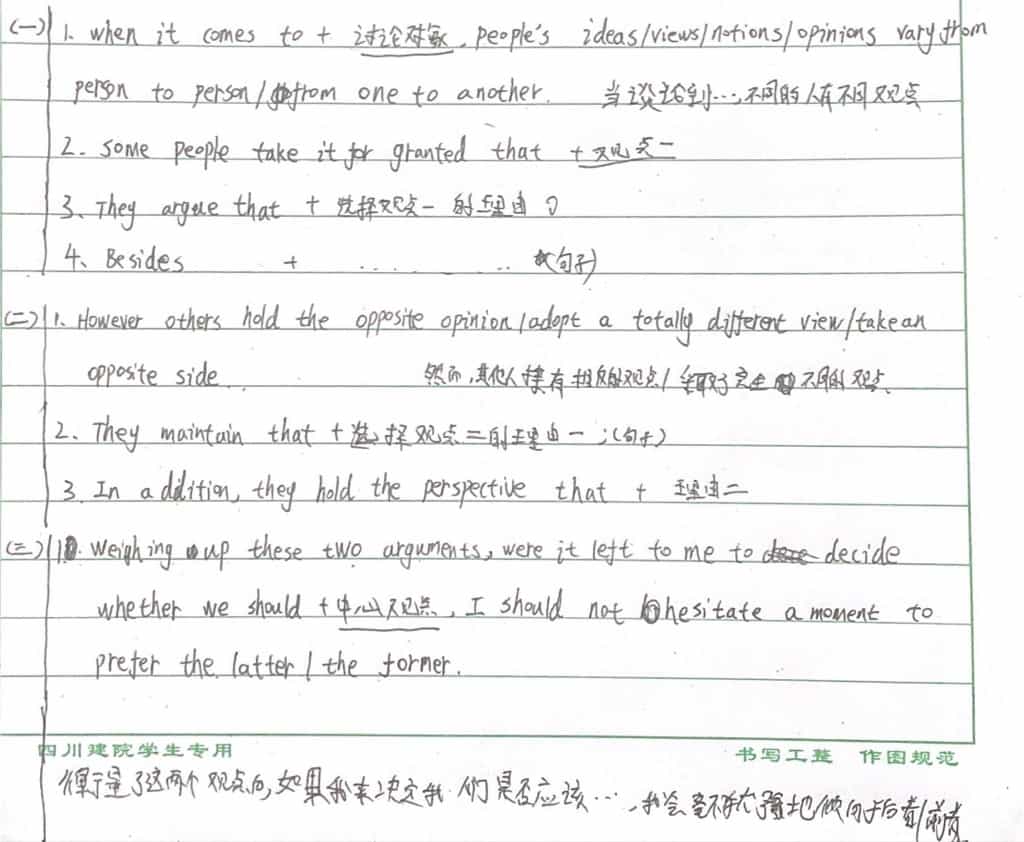 (一) 1. when it comes to + 讨论对象, people's ideas/views/notions/opinions vary from
person to person/from one to another. 当谈论到…,不同的人有不同观点
2. Some people take it for granted that + 观点一
3. They argue that + 选择观点一的理由
4. Besides + ............ (句子)
(二) 1. However others hold the opposite opinion/adopt a totally different view/take an
opposite side. 然而,其他人持有相反的观点/ 完全不同的观点.
2. They maintain that + 选择观点二的理由一;(句子)
3. In addition, they hold the perspective that + 理由二
(三) 1. Weighing up these two arguments, were it left to me to decide
whether we should + 中心观点, I should not hesitate a moment to
prefer the latter / the former.
四川建院学生专用 书写工整 作图规范
衡量了这两个观点后,如果我来决定我们是否应该…,我会毫不犹豫地倾向于后者/前者